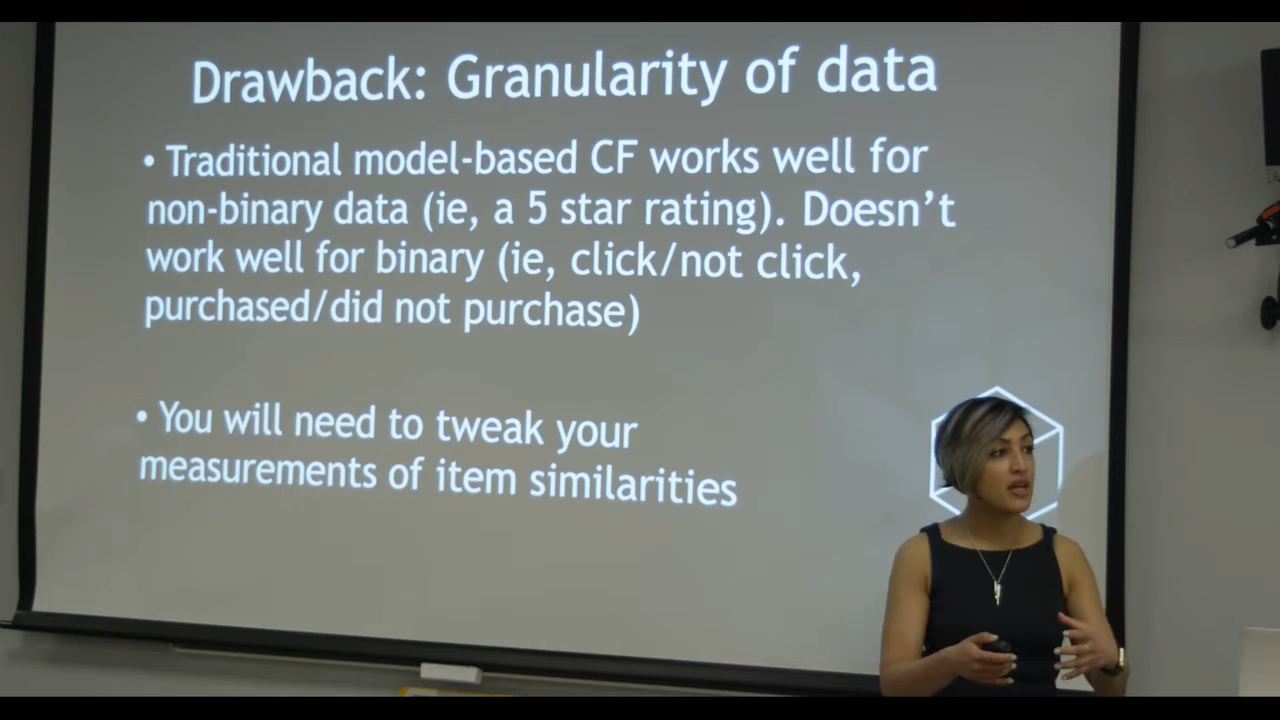 Drawback: Granularity of data
• Traditional model-based CF works well for
non-binary data (ie, a 5 star rating). Doesn't
work well for binary (ie, click/not click,
purchased/did not purchase)
• You will need to tweak your
measurements of item similarities